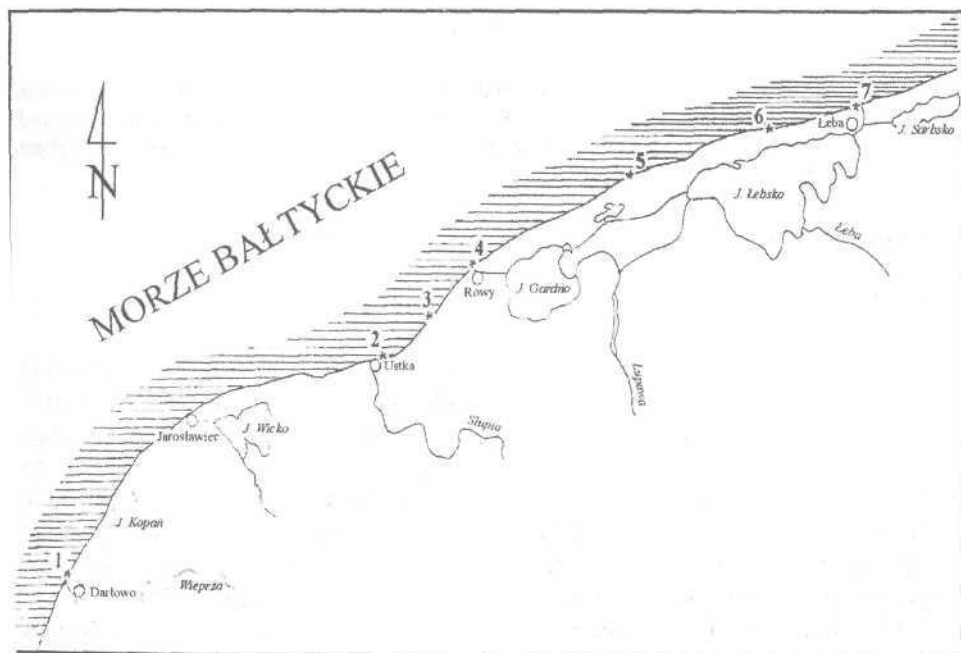 N
MORZE BAŁTYCKIE
7
Łeba
J. Sarbsko
6
5
J. Łebsko
Łeba
4
Rowy
J. Gardno
3
Łupawa
2
Ustka
Słupia
Jarosławiec
J. Wicko
J. Kopań
1
Darłowo
Wieprza